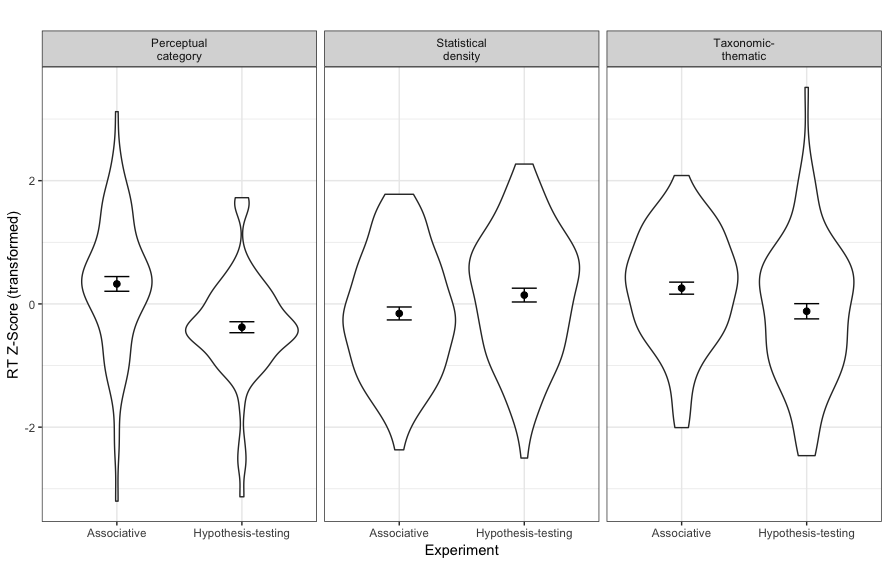 Perceptual
category
Statistical
density
Taxonomic-
thematic
RT Z-Score (transformed)
2
0
-2
Associative
Hypothesis-testing
Associative
Hypothesis-testing
Associative
Hypothesis-testing
Experiment